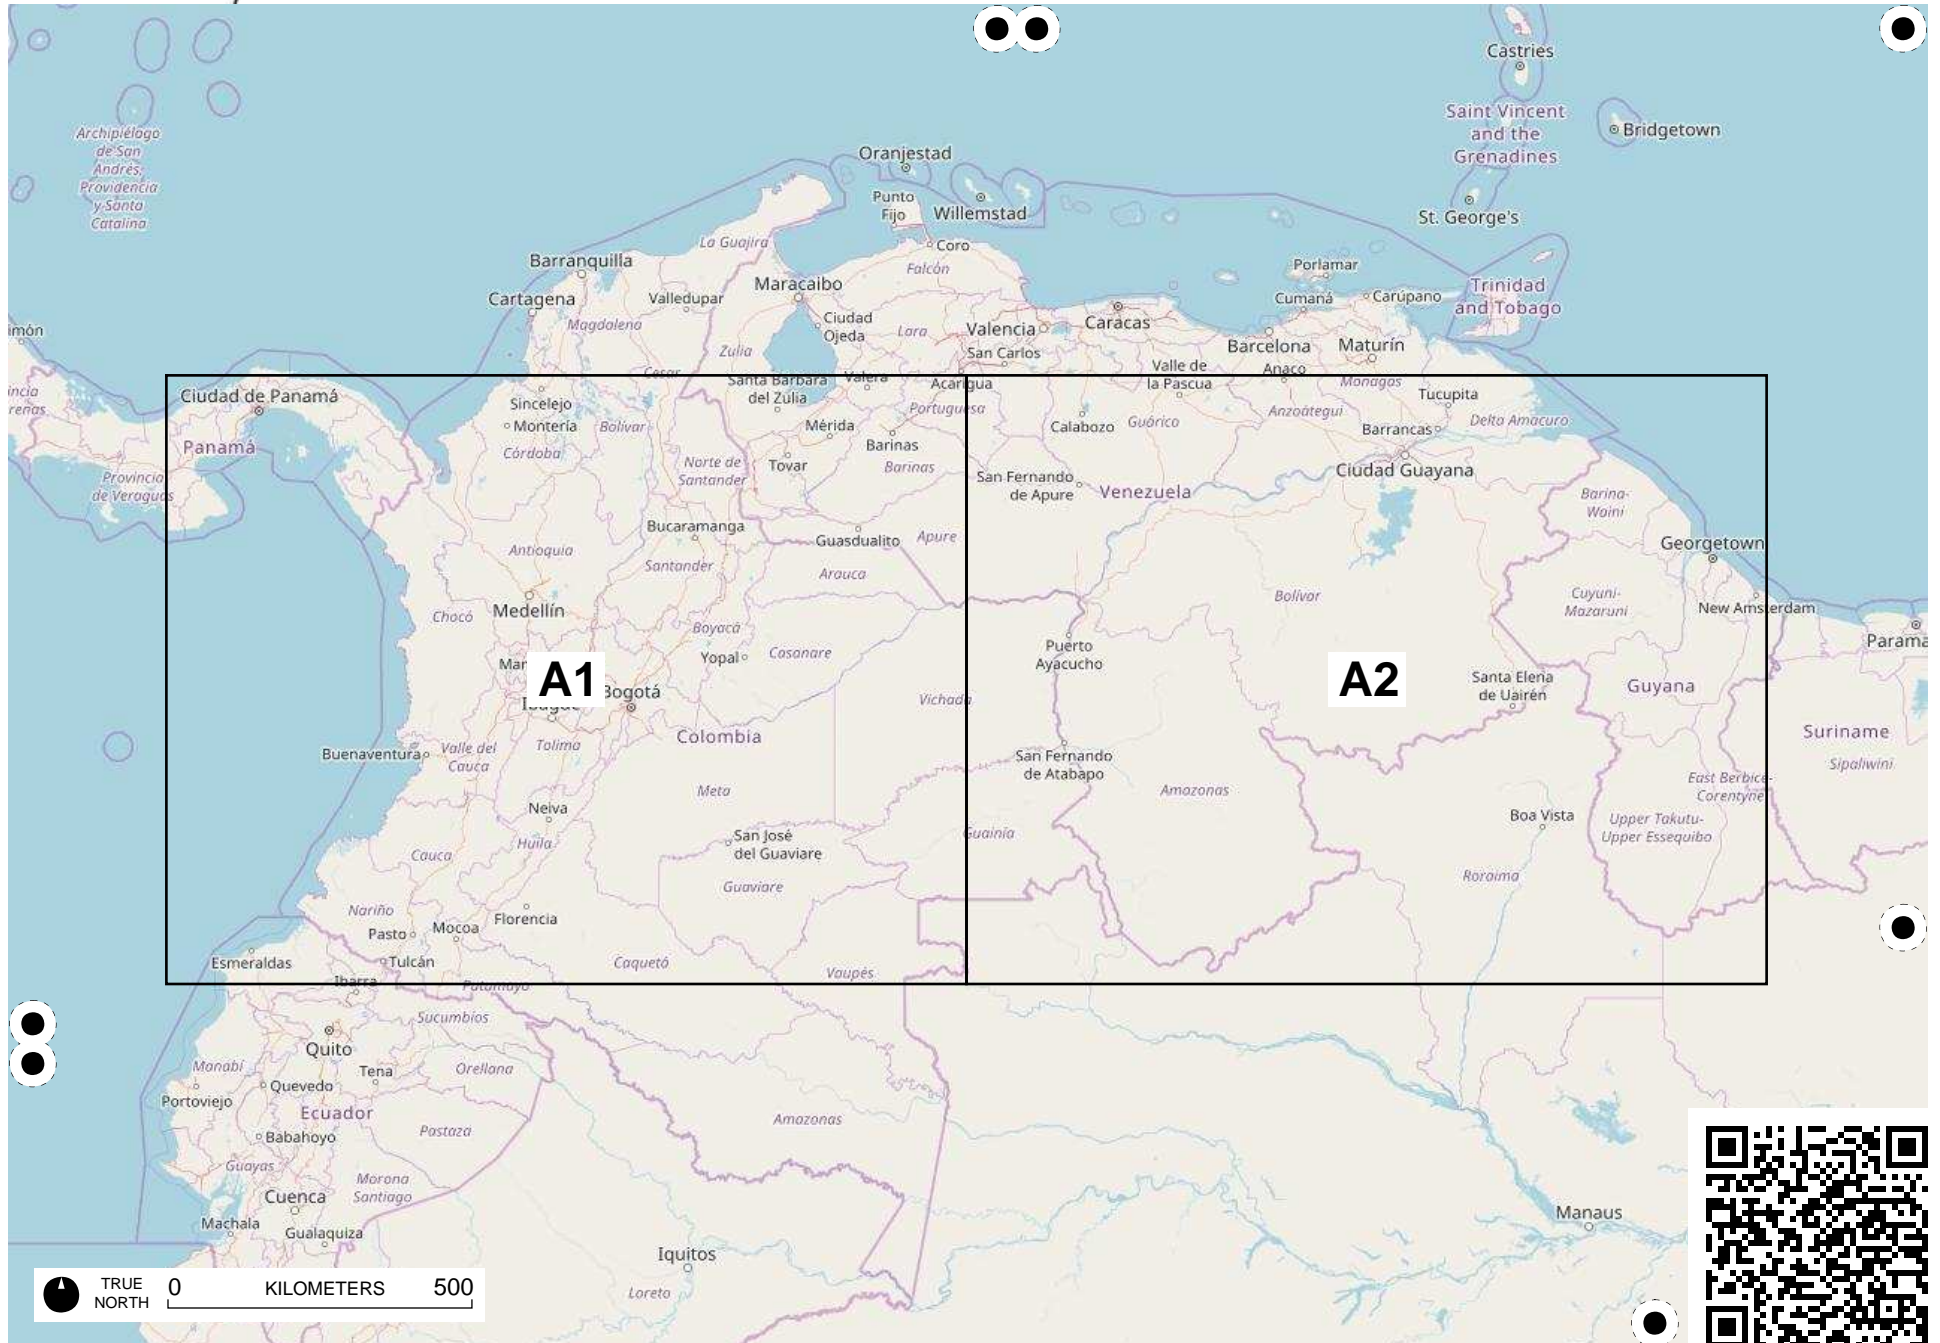 Castries
Saint Vincent
and the
Grenadines
Bridgetown
Archipiélago
de San
Andrés,
Providencia
y Santa
Catalina
Oranjestad
Punto
Fijo
Willemstad
St. George's
La Guajira
Coro
Barranquilla
Falcón
Porlamar
Maracaibo
Trinidad
and Tobago
Cartagena
Valledupar
Cumaná
Carúpano
Magdalena
Ciudad
Ojeda
Lara
Valencia
Caracas
imón
Zulia
San Carlos
Barcelona
Maturín
Cesar
Santa Bárbara
del Zulia
Valera
Acarigua
Valle de
la Pascua
Anaco
Monagas
incia
renas
Ciudad de Panamá
Sincelejo
Montería
Bolívar
Portuguesa
Tucupita
Panamá
Córdoba
Mérida
Barinas
Calabozo
Guárico
Anzoátegui
Barrancas
Delta Amacuro
Provincia
de Veraguas
Norte de
Santander
Tovar
Barinas
San Fernando
de Apure
Venezuela
Ciudad Guayana
Barina-
Waini
Bucaramanga
Antioquia
Guasdualito
Apure
Georgetown
Santander
Arauca
Chocó
Medellín
Boyacá
Bolívar
Cuyuni-
Mazaruni
New Amsterdam
Yopal
Casanare
Puerto
Ayacucho
Parama
Man
A1
Bogotá
Ibagué
Vichada
A2
Santa Elena
de Uairén
Guyana
Buenaventura
Valle del
Cauca
Tolima
Colombia
San Fernando
de Atabapo
Suriname
Sipaliwini
Neiva
Meta
Amazonas
East Berbice-
Corentyne
Huila
San José
del Guaviare
Guainía
Boa Vista
Upper Takutu-
Upper Essequibo
Cauca
Guaviare
Roraima
Nariño
Pasto
Mocoa
Florencia
Esmeraldas
Tulcán
Caquetá
Vaupés
Ibarra
Putumayo
Sucumbíos
Quito
Manabí
Tena
Orellana
Quevedo
Portoviejo
Ecuador
Babahoyo
Pastaza
Amazonas
Guayas
Morona
Santiago
Cuenca
Machala
Gualaquiza
Manaus
Iquitos
Loreto
TRUE
NORTH
0 KILOMETERS 500